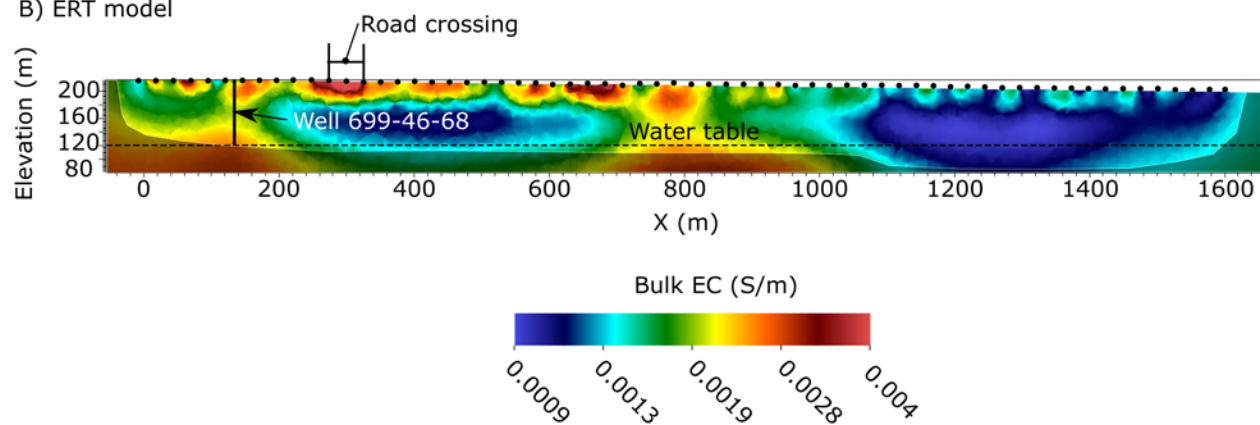 B) ERT model
Road crossing
Elevation (m)
200
160
120
80
Well 699-46-68
Water table
0 200 400 600 800 1000 1200 1400 1600
X (m)
Bulk EC (S/m)
0.0009 0.0013 0.0019 0.0028 0.004